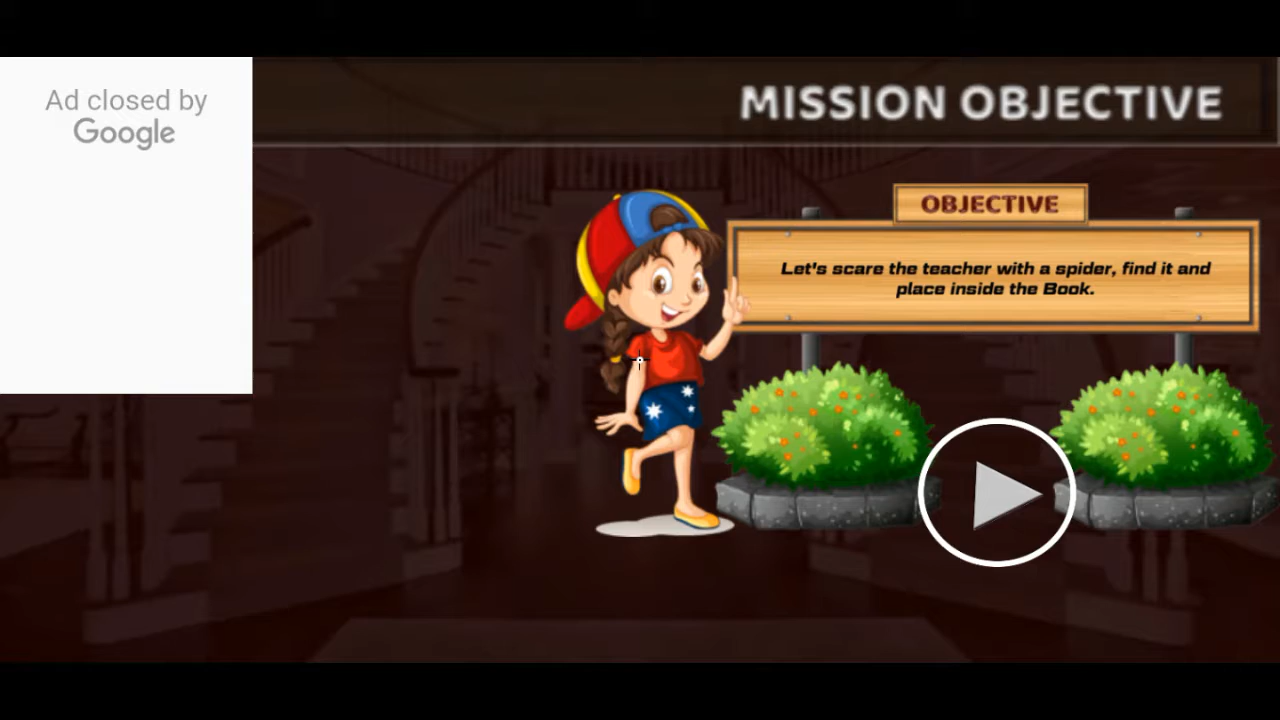 Ad closed by
Google
MISSION OBJECTIVE
OBJECTIVE
Let's scare the teacher with a spider, find it and
place inside the Book.